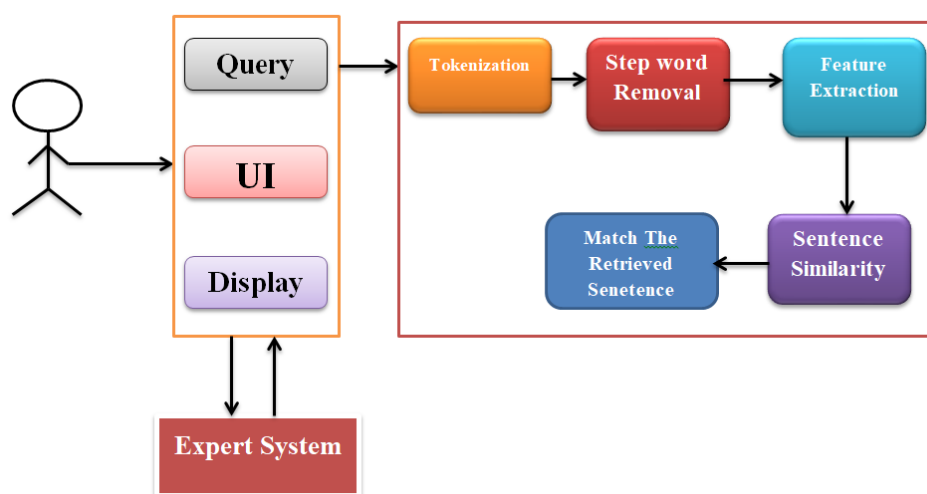 Query
UI
Display
Expert System
Tokenization
Step word
Removal
Feature
Extraction
Sentence
Similarity
Match The
Retrieved
Senetence